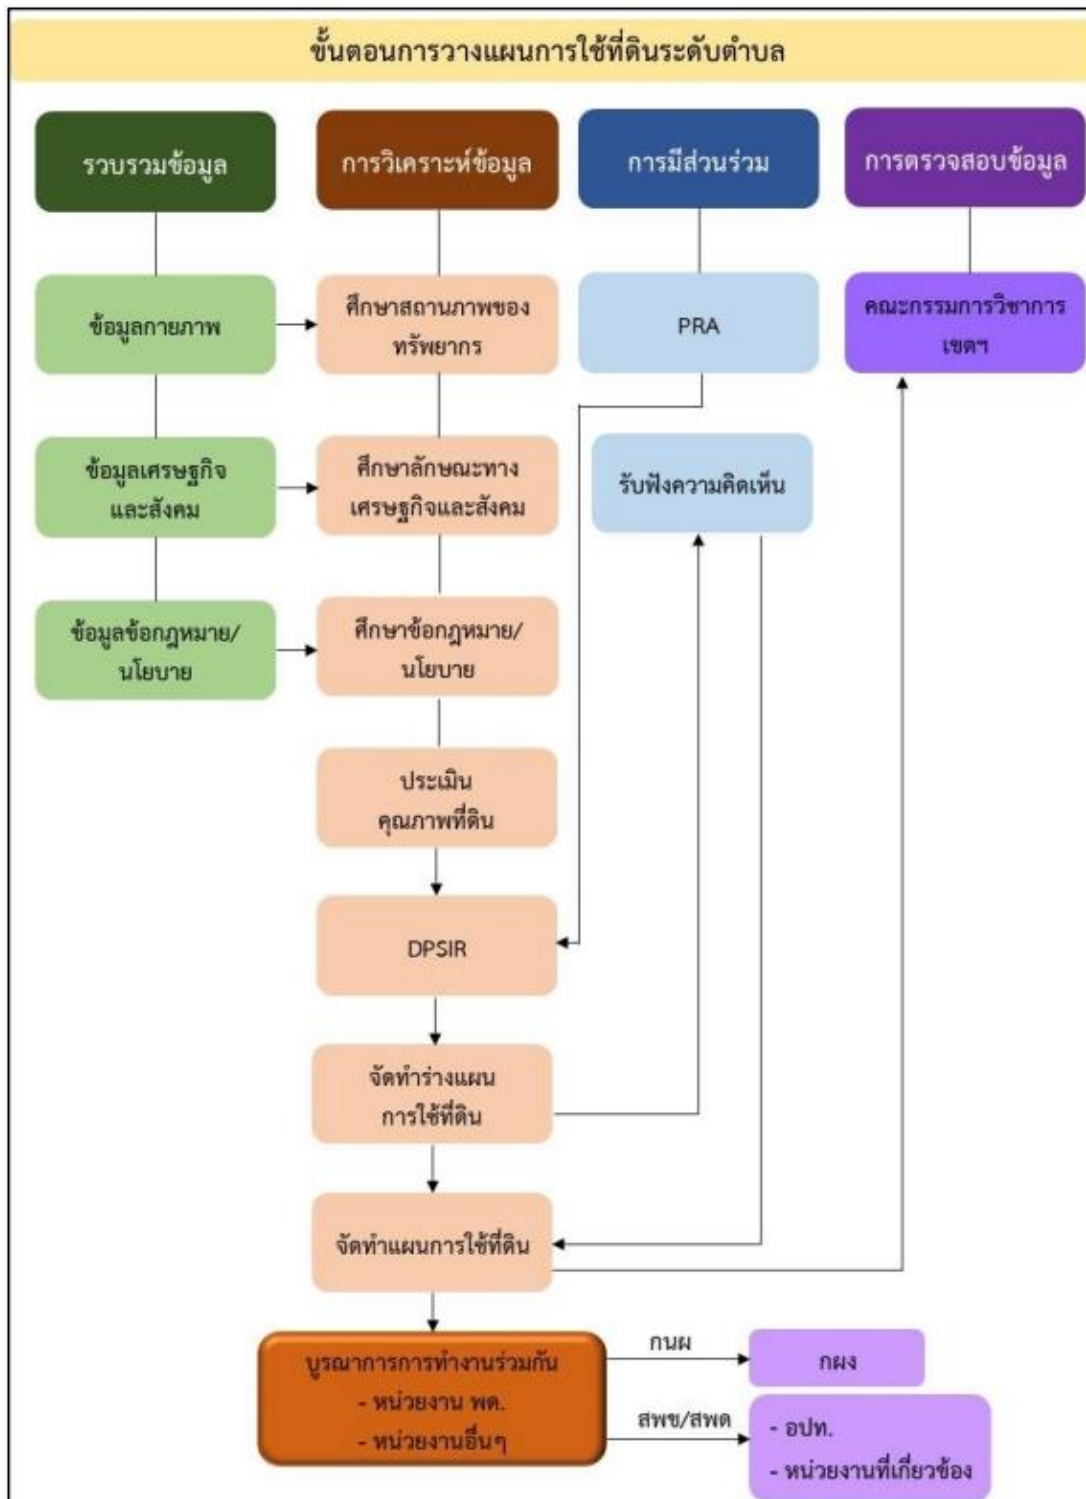 ขั้นตอนการวางแผนการใช้ที่ดินระดับตำบล
รวบรวมข้อมูล
การวิเคราะห์ข้อมูล
การมีส่วนร่วม
การตรวจสอบข้อมูล
ข้อมูลกายภาพ
ศึกษาสถานภาพของ
ทรัพยากร
PRA
คณะกรรมการวิชาการ
เขตฯ
ข้อมูลเศรษฐกิจ
และสังคม
ศึกษาลักษณะทาง
เศรษฐกิจและสังคม
รับฟังความคิดเห็น
ข้อมูลข้อกฎหมาย/
นโยบาย
ศึกษาข้อกฎหมาย/
นโยบาย
ประเมิน
คุณภาพที่ดิน
DPSIR
จัดทำร่างแผน
การใช้ที่ดิน
จัดทำแผนการใช้ที่ดิน
บูรณาการการทำงานร่วมกัน
- หน่วยงาน พด.
- หน่วยงานอื่นๆ
กนผ
กผง
สพข/สพด
- อปท.
- หน่วยงานที่เกี่ยวข้อง